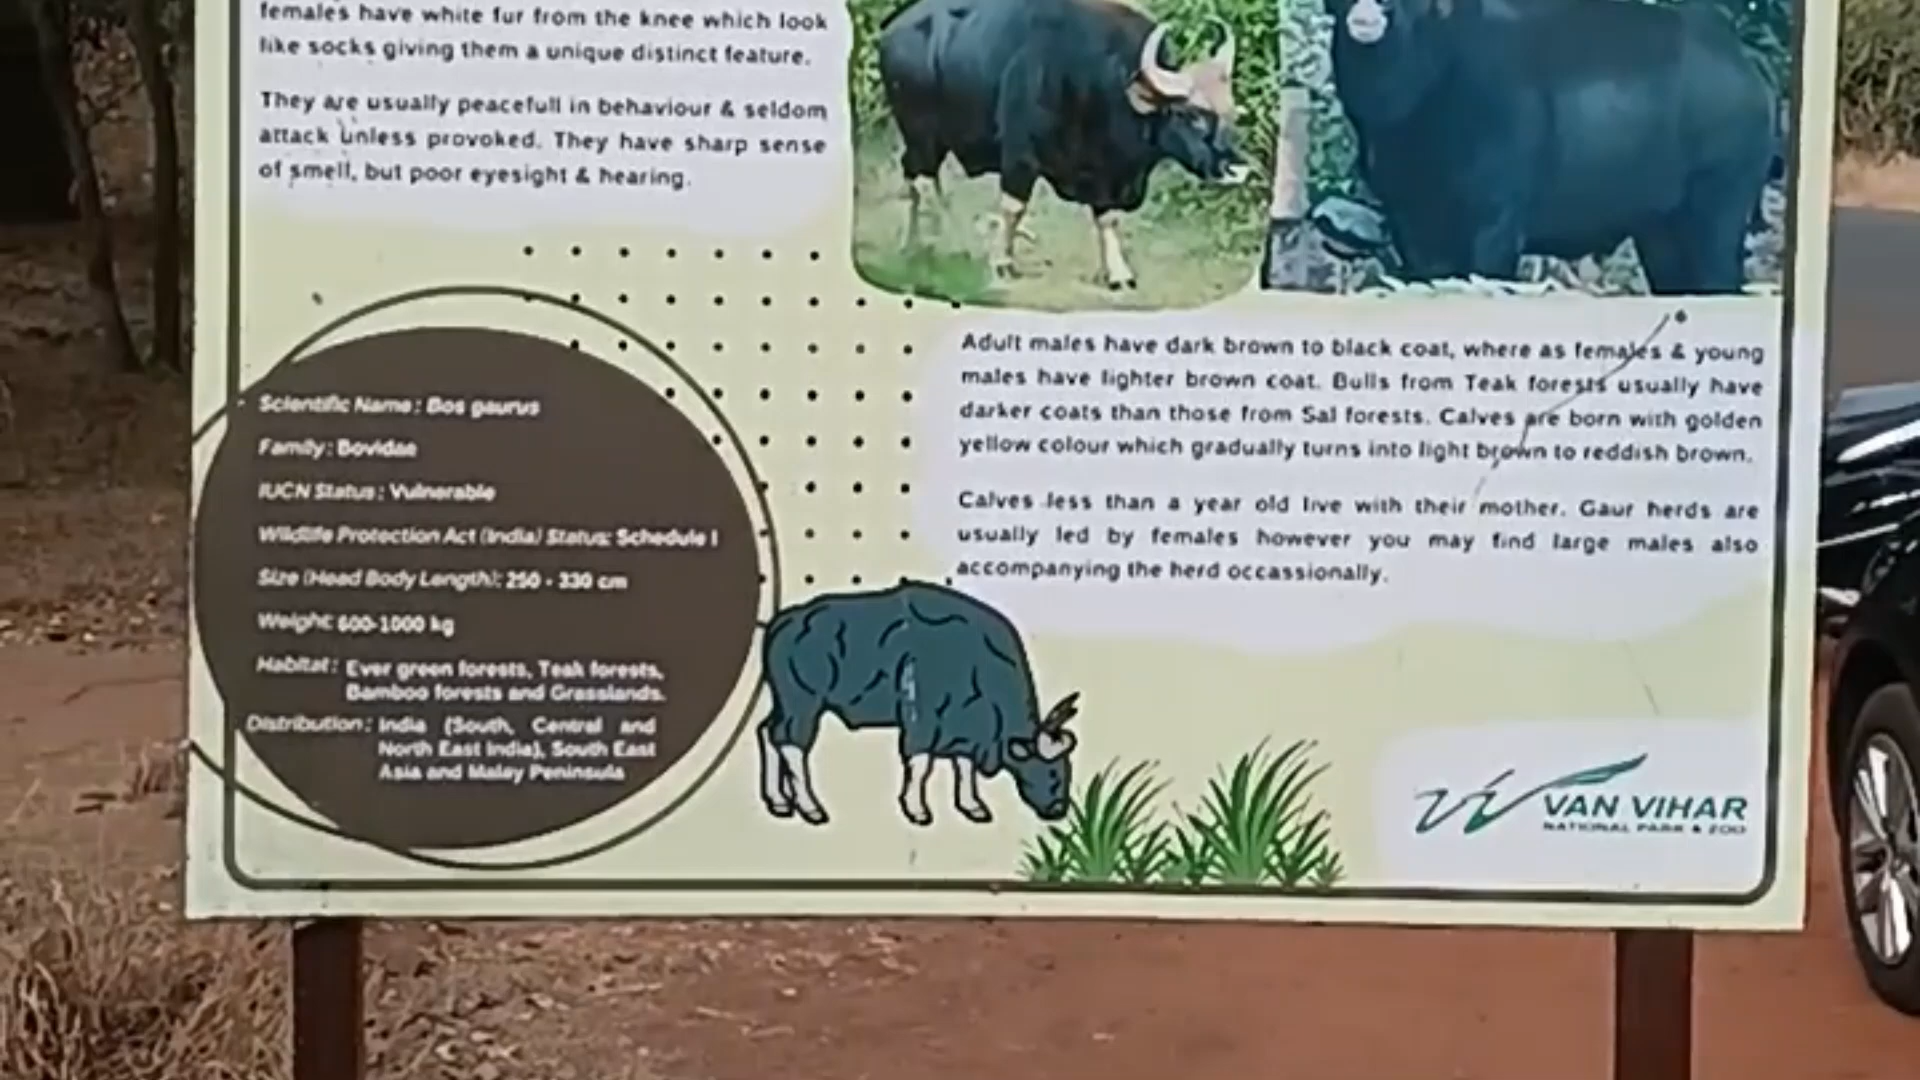 females have white fur from the knee which look
like socks giving them a unique distinct feature.
They are usually peacefull in behaviour & seldom
attack unless provoked. They have sharp sense
of smell, but poor eyesight & hearing.
Adult males have dark brown to black coat, where as females & young
males have lighter brown coat. Bulls from Teak forests usually have
darker coats than those from Sal forests. Calves are born with golden
yellow colour which gradually turns into light brown to reddish brown.
Calves less than a year old live with their mother. Gaur herds are
usually led by females however you may find large males also
accompanying the herd occassionally.
Scientific Name : Bos gaurus
Family : Bovidae
IUCN Status : Vulnerable
Wildlife Protection Act (India) Status: Schedule I
Size (Head Body Length): 250 - 330 cm
Weight: 600-1000 kg
Habitat : Ever green forests, Teak forests,
Bamboo forests and Grasslands.
Distribution : India (South, Central and
North East India), South East
Asia and Malay Peninsula
VAN VIHAR
NATIONAL PARK & ZOO